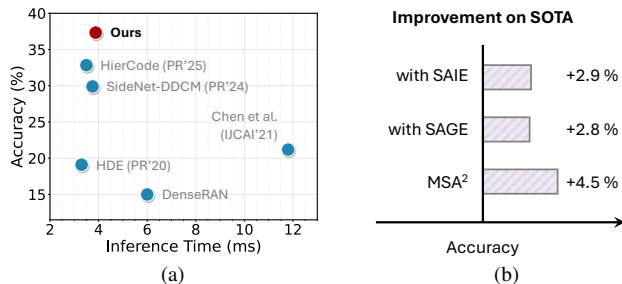 40
35
30
25
20
15
Accuracy (%)
Ours
HierCode (PR'25)
SideNet-DDCM (PR'24)
Chen et al.
(IJCAI'21)
HDE (PR'20)
DenseRAN
2 4 6 8 10 12
Inference Time (ms)
(a)
Improvement on SOTA
with SAIE +2.9 %
with SAGE +2.8 %
MSA² +4.5 %
Accuracy
(b)